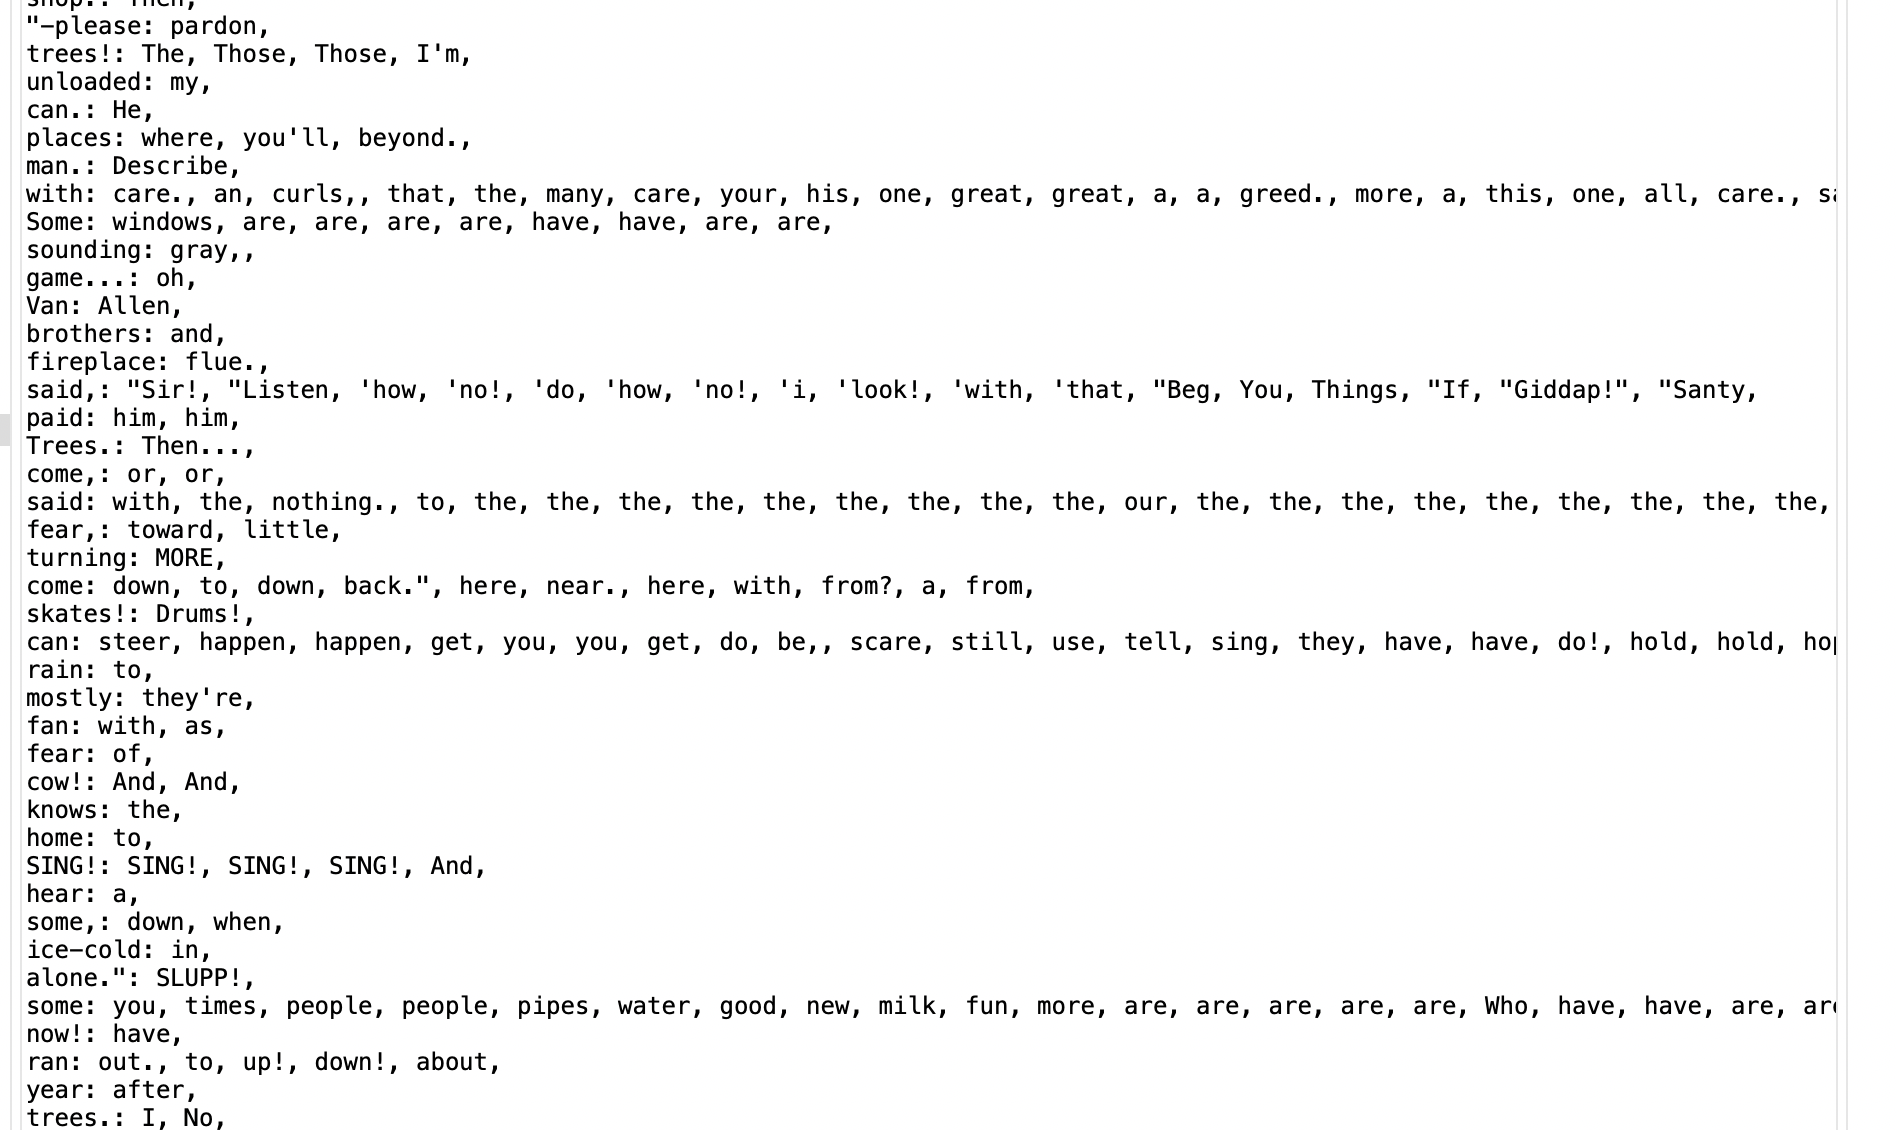 shop.: Then,
"-please: pardon,
trees!: The, Those, Those, I'm,
unloaded: my,
can.: He,
places: where, you'll, beyond.,
man.: Describe,
with: care., an, curls,, that, the, many, care, your, his, one, great, great, a, a, greed., more, a, this, one, all, care.,
Some: windows, are, are, are, are, have, have, are, are,
sounding: gray,,
game...: oh,
Van: Allen,
brothers: and,
fireplace: flue.,
said,: "Sir!, "Listen, 'how, 'no!, 'do, 'how, 'no!, 'i, 'look!, 'with, 'that, "Beg, You, Things, "If, "Giddap!", "Santy,
paid: him, him,
Trees.: Then...,
come,: or, or,
said: with, the, nothing., to, the, the, the, the, the, the, the, the, the, our, the, the, the, the, the, the, the, the, the,
fear,: toward, little,
turning: MORE,
come: down, to, down, back.", here, near., here, with, from?, a, from,
skates!: Drums!,
can: steer, happen, happen, get, you, you, get, do, be,, scare, still, use, tell, sing, they, have, have, do!, hold, hold,
rain: to,
mostly: they're,
fan: with, as,
fear: of,
cow!: And, And,
knows: the,
home: to,
SING!: SING!, SING!, SING!, And,
hear: a,
some,: down, when,
ice-cold: in,
alone.": SLUPP!,
some: you, times, people, people, pipes, water, good, new, milk, fun, more, are, are, are, are, are, Who, have, have, are,
now!: have,
ran: out., to, up!, down!, about,
year: after,
trees.: I, No,